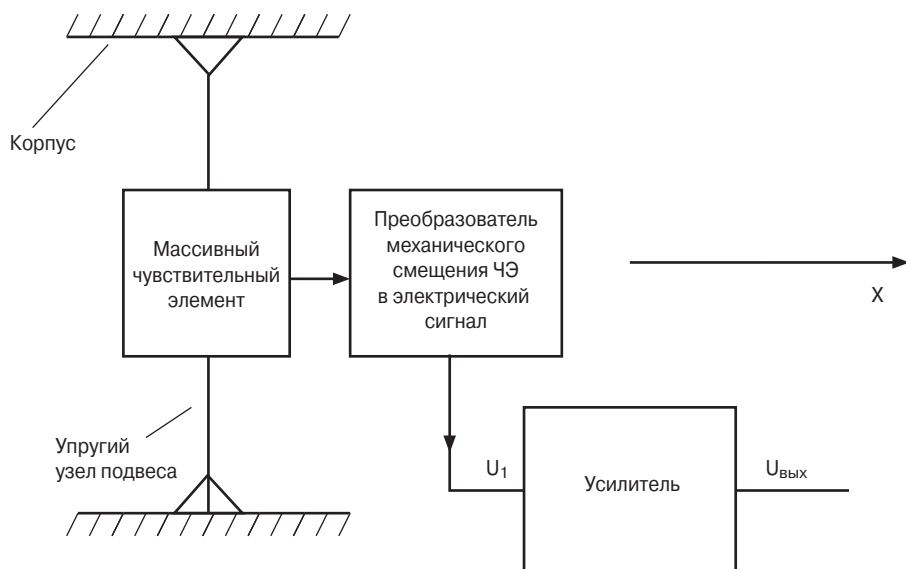 Корпус
Массивный
чувствительный
элемент
Преобразователь
механического
смещения ЧЭ
в электрический
сигнал
X
Упругий
узел подвеса
U₁
Усилитель
Uвых